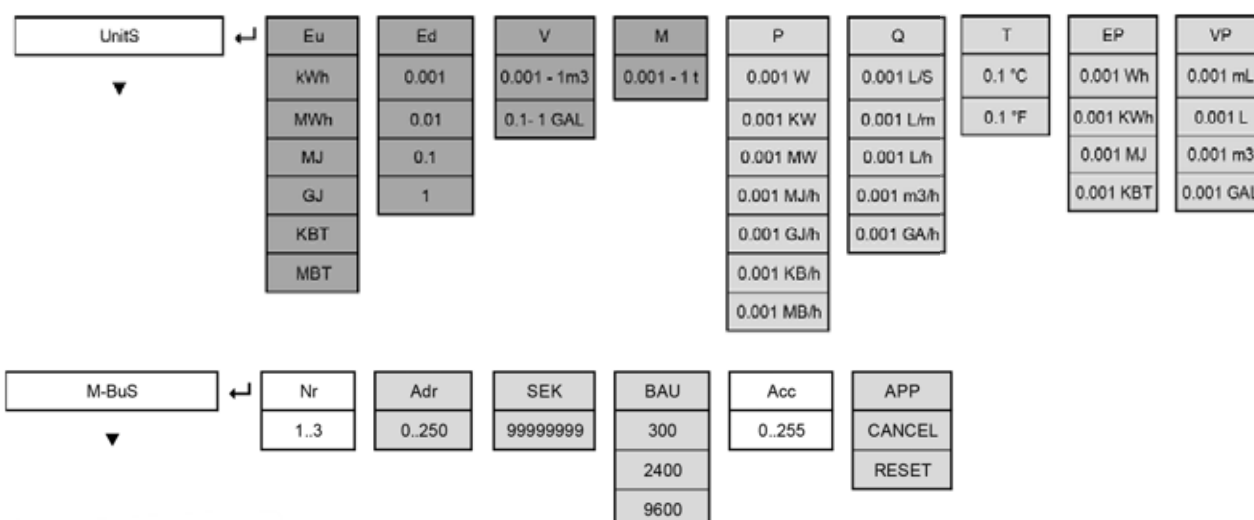 UnitS Eu Ed V M P Q T EP VP
kWh 0.001 0.001 - 1m3 0.001 - 1 t 0.001 W 0.001 L/S 0.1 °C 0.001 Wh 0.001 mL
MWh 0.01 0.1- 1 GAL 0.001 KW 0.001 L/m 0.1 °F 0.001 KWh 0.001 L
MJ 0.1 0.001 MW 0.001 L/h 0.001 MJ 0.001 m3
GJ 1 0.001 MJ/h 0.001 m3/h 0.001 KBT 0.001 GAL
KBT 0.001 GJ/h 0.001 GA/h
MBT 0.001 KB/h
0.001 MB/h
M-BuS Nr Adr SEK BAU Acc APP
1..3 0..250 99999999 300 0..255 CANCEL
2400 RESET
9600